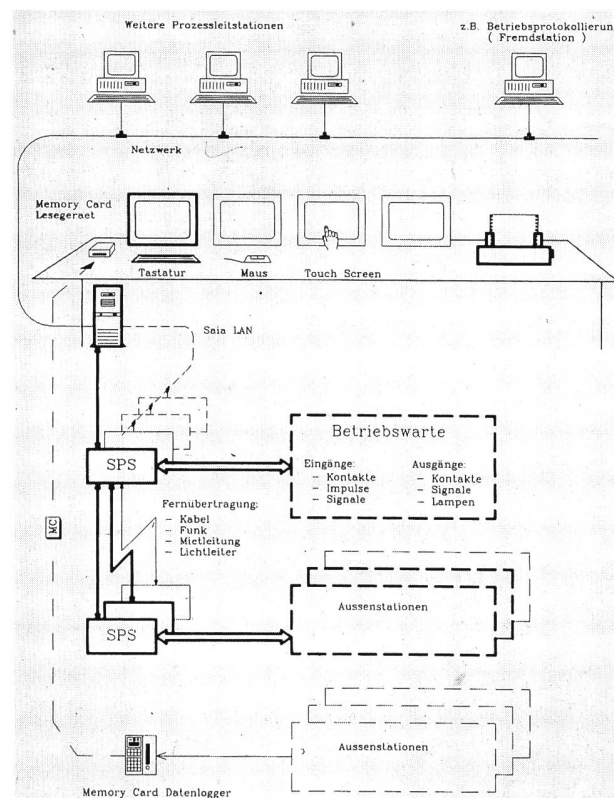 Weitere Prozessleitstationen
z.B. Betriebsprotokollierun
( Fremdstation )
Netzwerk
Memory Card
Lesegeraet
Tastatur
Maus
Touch Screen
Saia LAN
Betriebswarte
SPS
Eingänge:
– Kontakte
– Impulse
– Signale
Ausgänge:
– Kontakte
– Signale
– Lampen
Fernübertragung:
– Kabel
– Funk
– Mietleitung
– Lichtleiter
MC
Aussenstationen
SPS
Aussenstationen
Memory Card Datenlogger